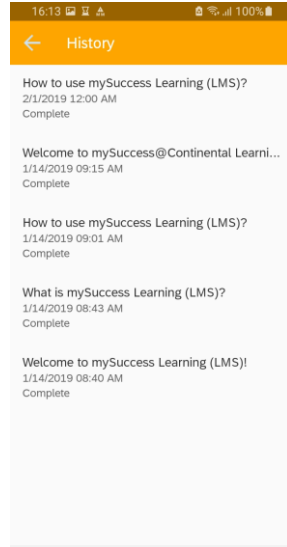 16:13 100%
History
How to use mySuccess Learning (LMS)?
2/1/2019 12:00 AM
Complete
Welcome to mySuccess@Continental Learni...
1/14/2019 09:15 AM
Complete
How to use mySuccess Learning (LMS)?
1/14/2019 09:01 AM
Complete
What is mySuccess Learning (LMS)?
1/14/2019 08:43 AM
Complete
Welcome to mySuccess Learning (LMS)!
1/14/2019 08:40 AM
Complete